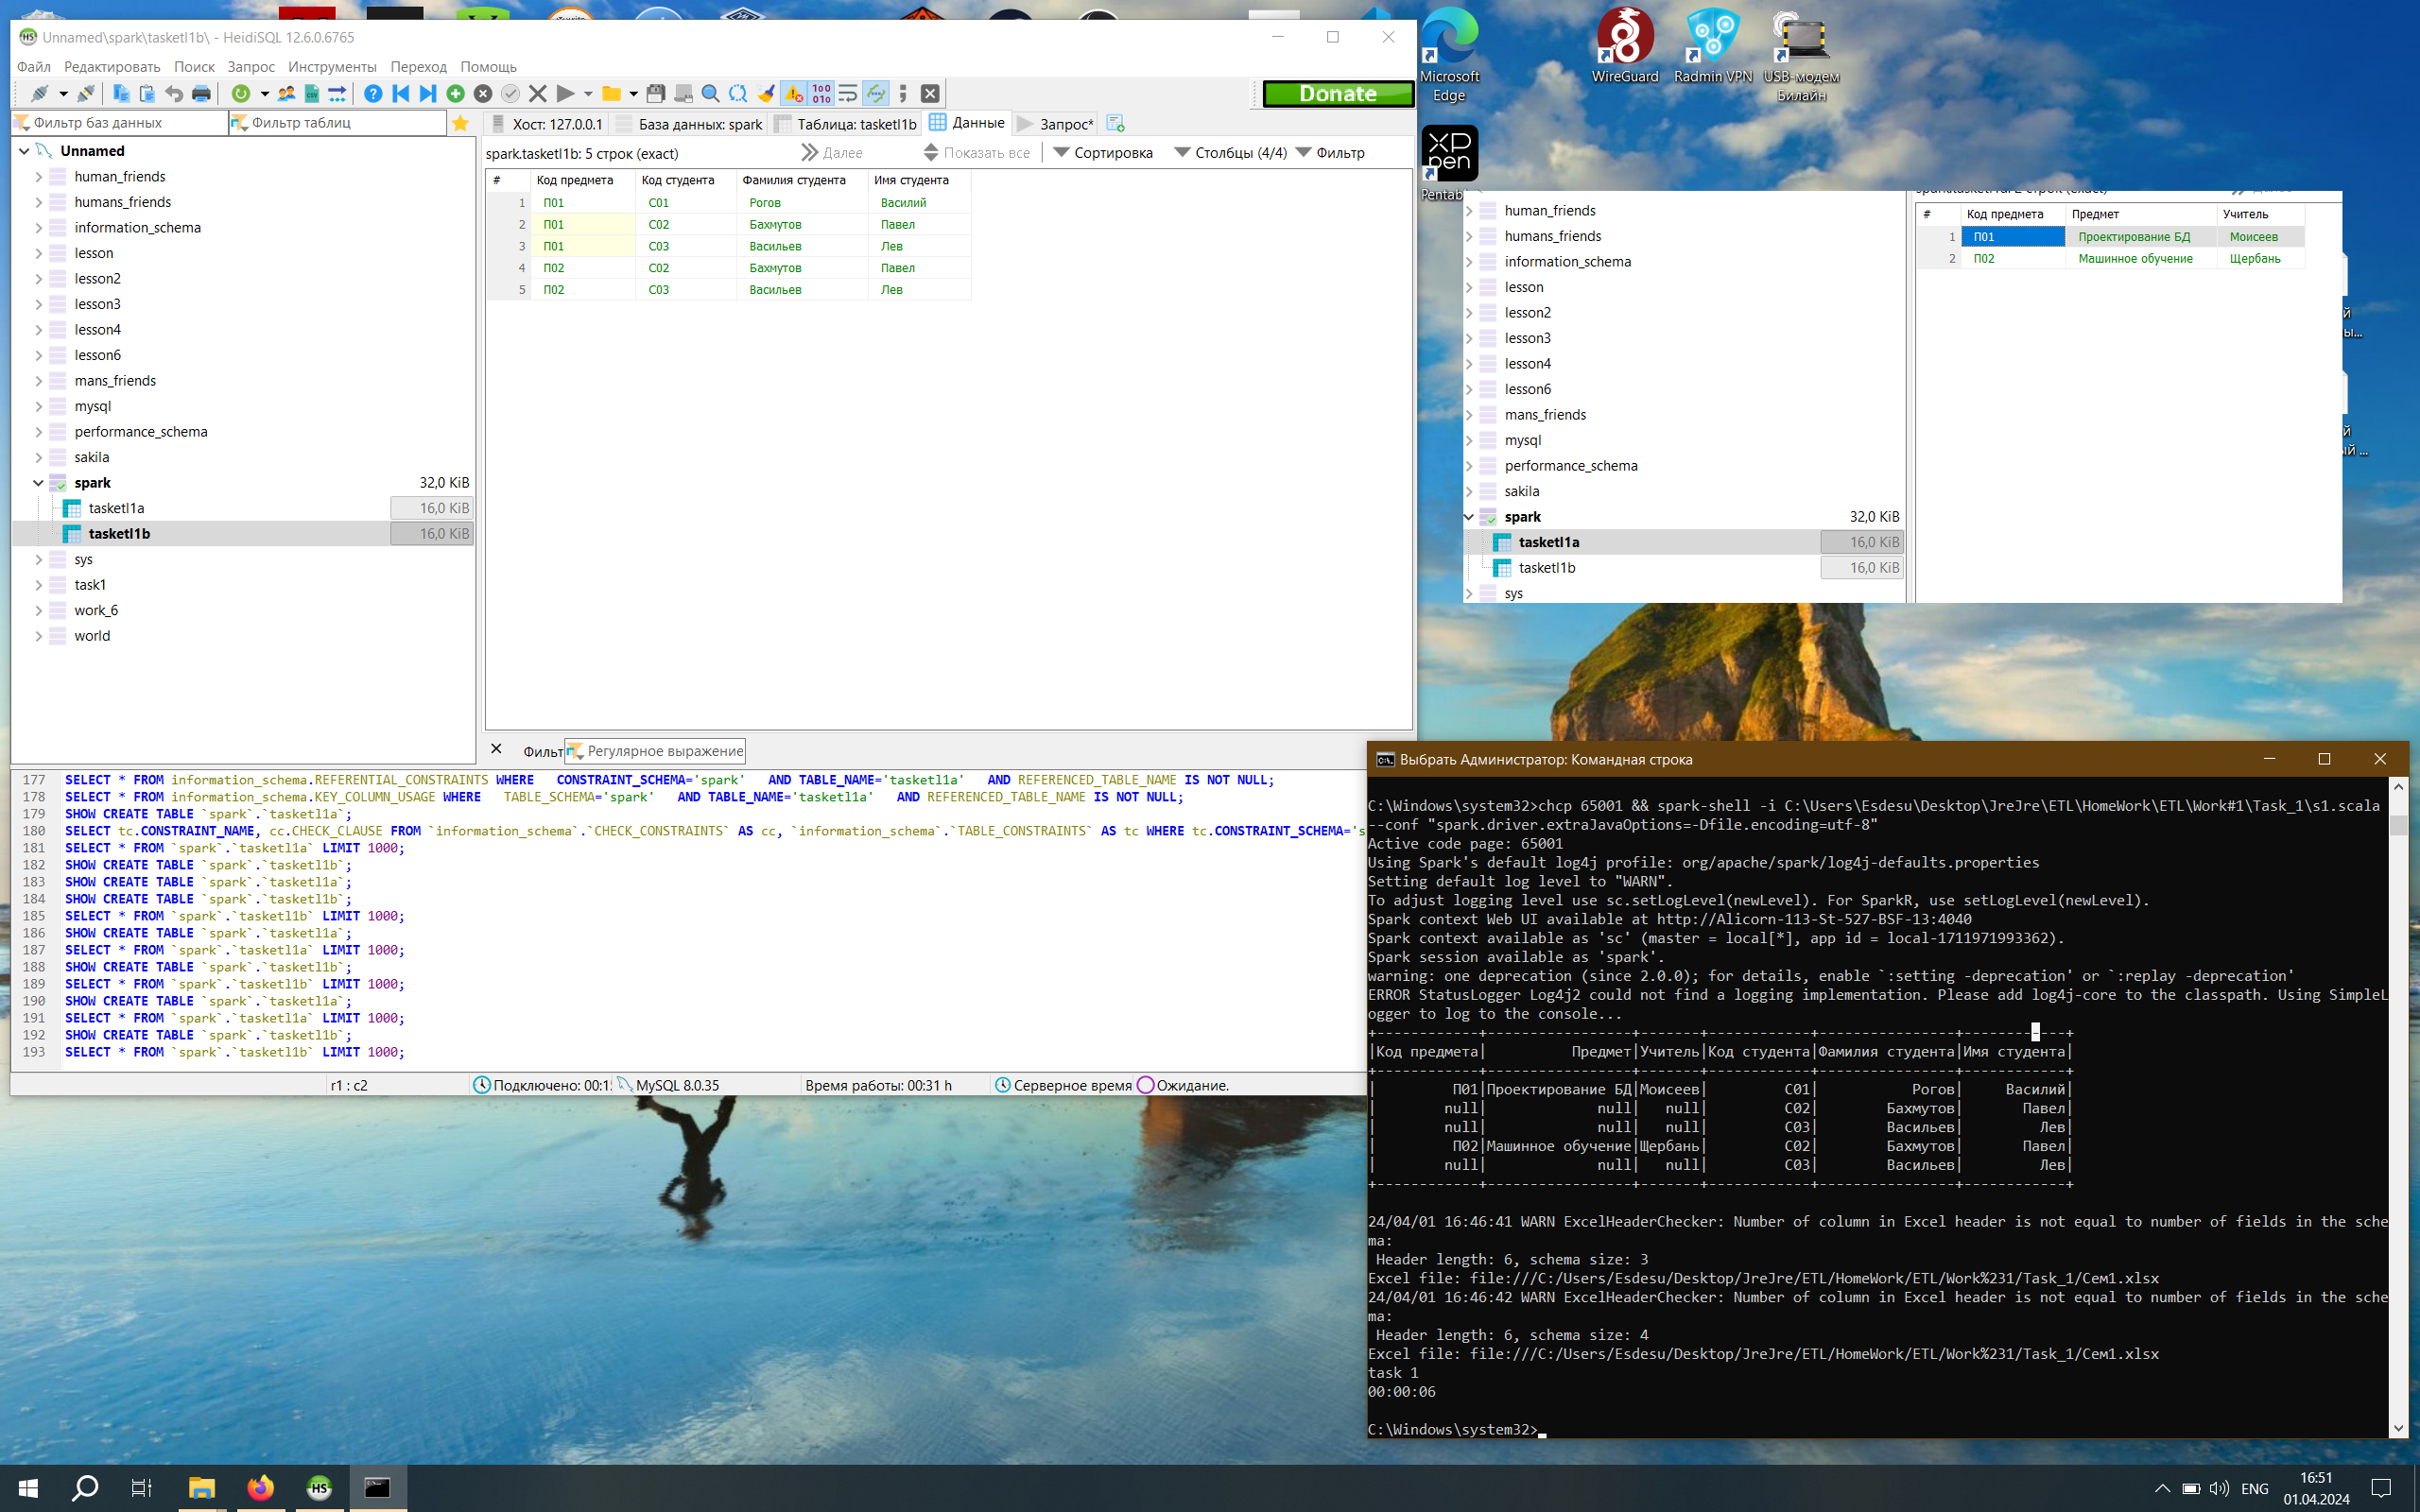 Unnamed\spark\tasketl1b\ - HeidiSQL 12.6.0.6765
Файл Редактировать Поиск Запрос Инструменты Переход Помощь
Donate
Фильтр баз данных Фильтр таблиц
Хост: 127.0.0.1 База данных: spark Таблица: tasketl1b Данные Запрос*
Unnamed
human_friends
humans_friends
information_schema
lesson
lesson2
lesson3
lesson4
lesson6
mans_friends
mysql
performance_schema
sakila
spark 32,0 KiB
tasketl1a 16,0 KiB
tasketl1b 16,0 KiB
sys
task1
work_6
world
spark.tasketl1b: 5 строк (exact) Далее Показать все Сортировка Столбцы (4/4) Фильтр
# Код предмета Код студента Фамилия студента Имя студента
1 П01 С01 Рогов Василий
2 П01 С02 Бахмутов Павел
3 П01 С03 Васильев Лев
4 П02 С02 Бахмутов Павел
5 П02 С03 Васильев Лев
Фильт Регулярное выражение
177 SELECT * FROM information_schema.REFERENTIAL_CONSTRAINTS WHERE CONSTRAINT_SCHEMA='spark' AND TABLE_NAME='tasketl1a' AND REFERENCED_TABLE_NAME IS NOT NULL;
178 SELECT * FROM information_schema.KEY_COLUMN_USAGE WHERE TABLE_SCHEMA='spark' AND TABLE_NAME='tasketl1a' AND REFERENCED_TABLE_NAME IS NOT NULL;
179 SHOW CREATE TABLE `spark`.`tasketl1a`;
180 SELECT tc.CONSTRAINT_NAME, cc.CHECK_CLAUSE FROM `information_schema`.`CHECK_CONSTRAINTS` AS cc, `information_schema`.`TABLE_CONSTRAINTS` AS tc WHERE tc.CONSTRAINT_SCHEMA='s
181 SELECT * FROM `spark`.`tasketl1a` LIMIT 1000;
182 SHOW CREATE TABLE `spark`.`tasketl1b`;
183 SHOW CREATE TABLE `spark`.`tasketl1a`;
184 SHOW CREATE TABLE `spark`.`tasketl1b`;
185 SELECT * FROM `spark`.`tasketl1b` LIMIT 1000;
186 SHOW CREATE TABLE `spark`.`tasketl1a`;
187 SELECT * FROM `spark`.`tasketl1a` LIMIT 1000;
188 SHOW CREATE TABLE `spark`.`tasketl1b`;
189 SELECT * FROM `spark`.`tasketl1b` LIMIT 1000;
190 SHOW CREATE TABLE `spark`.`tasketl1a`;
191 SELECT * FROM `spark`.`tasketl1a` LIMIT 1000;
192 SHOW CREATE TABLE `spark`.`tasketl1b`;
193 SELECT * FROM `spark`.`tasketl1b` LIMIT 1000;
r1 : c2 Подключено: 00:1 MySQL 8.0.35 Время работы: 00:31 h Серверное время Ожидание.
Microsoft Edge
WireGuard
Radmin VPN
USB-модем Билайн
XP pen
Pentab
human_friends
humans_friends
information_schema
lesson
lesson2
lesson3
lesson4
lesson6
mans_friends
mysql
performance_schema
sakila
spark 32,0 KiB
tasketl1a 16,0 KiB
tasketl1b 16,0 KiB
sys
# Код предмета Предмет Учитель
1 П01 Проектирование БД Моисеев
2 П02 Машинное обучение Щербань
Выбрать Администратор: Командная строка
C:\Windows\system32>chcp 65001 && spark-shell -i C:\Users\Esdesu\Desktop\JreJre\ETL\HomeWork\ETL\Work#1\Task_1\s1.scala
--conf "spark.driver.extraJavaOptions=-Dfile.encoding=utf-8"
Active code page: 65001
Using Spark's default log4j profile: org/apache/spark/log4j-defaults.properties
Setting default log level to "WARN".
To adjust logging level use sc.setLogLevel(newLevel). For SparkR, use setLogLevel(newLevel).
Spark context Web UI available at http://Alicorn-113-St-527-BSF-13:4040
Spark context available as 'sc' (master = local[*], app id = local-1711971993362).
Spark session available as 'spark'.
warning: one deprecation (since 2.0.0); for details, enable `:setting -deprecation' or `:replay -deprecation'
ERROR StatusLogger Log4j2 could not find a logging implementation. Please add log4j-core to the classpath. Using SimpleL
ogger to log to the console...
+------------+-----------------+-------+------------+----------------+------------+
|Код предмета|          Предмет|Учитель|Код студента|Фамилия студента|Имя студента|
+------------+-----------------+-------+------------+----------------+------------+
|         П01|Проектирование БД|Моисеев|         С01|           Рогов|     Василий|
|        null|             null|   null|         С02|        Бахмутов|       Павел|
|        null|             null|   null|         С03|        Васильев|         Лев|
|         П02|Машинное обучение|Щербань|         С02|        Бахмутов|       Павел|
|        null|             null|   null|         С03|        Васильев|         Лев|
+------------+-----------------+-------+------------+----------------+------------+
24/04/01 16:46:41 WARN ExcelHeaderChecker: Number of column in Excel header is not equal to number of fields in the sche
ma:
Header length: 6, schema size: 3
Excel file: file:///C:/Users/Esdesu/Desktop/JreJre/ETL/HomeWork/ETL/Work%231/Task_1/Сем1.xlsx
24/04/01 16:46:42 WARN ExcelHeaderChecker: Number of column in Excel header is not equal to number of fields in the sche
ma:
Header length: 6, schema size: 4
Excel file: file:///C:/Users/Esdesu/Desktop/JreJre/ETL/HomeWork/ETL/Work%231/Task_1/Сем1.xlsx
task 1
00:00:06
C:\Windows\system32>
ENG
16:51
01.04.2024